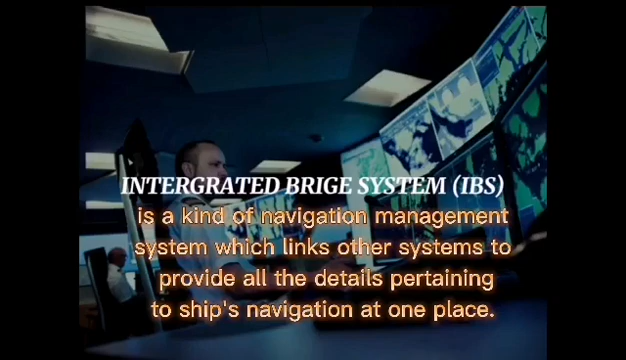 INTERGRATED BRIGE SYSTEM (IBS)
is a kind of navigation management
system which links other systems to
provide all the details pertaining
to ship's navigation at one place.